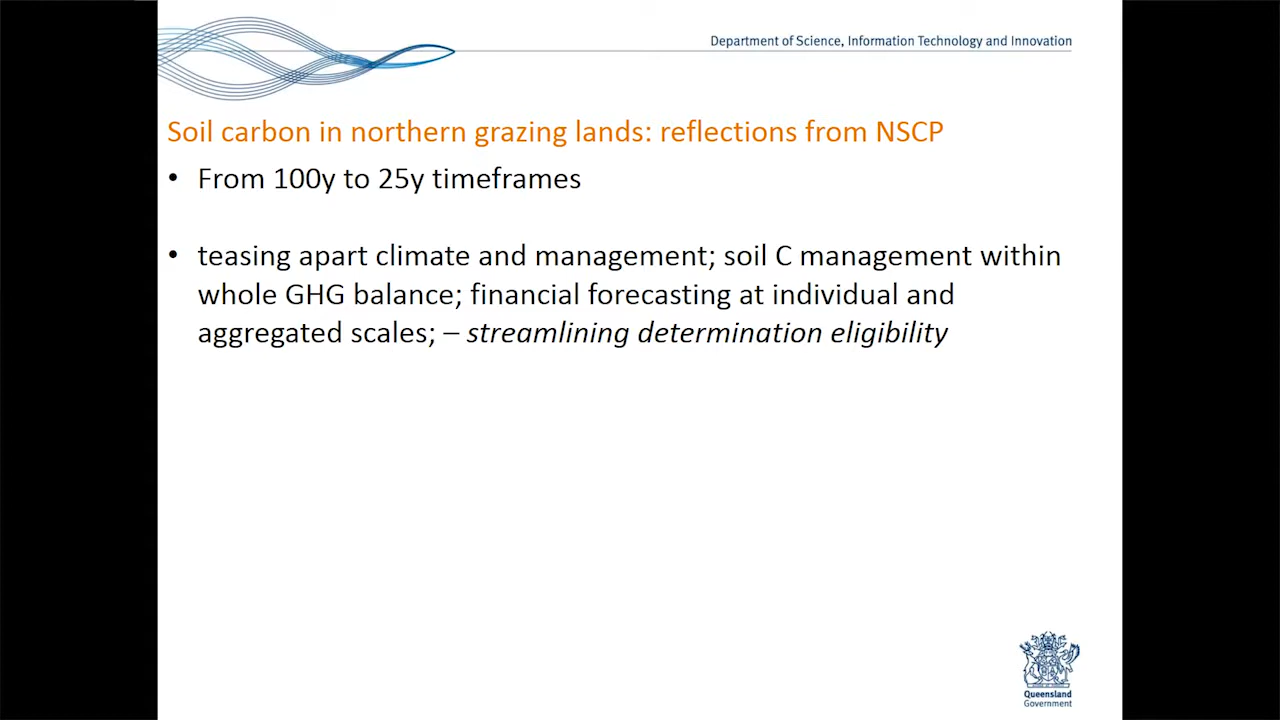 Department of Science, Information Technology and Innovation
Soil carbon in northern grazing lands: reflections from NSCP
• From 100y to 25y timeframes
• teasing apart climate and management; soil C management within
whole GHG balance; financial forecasting at individual and
aggregated scales; – streamlining determination eligibility
Queensland
Government